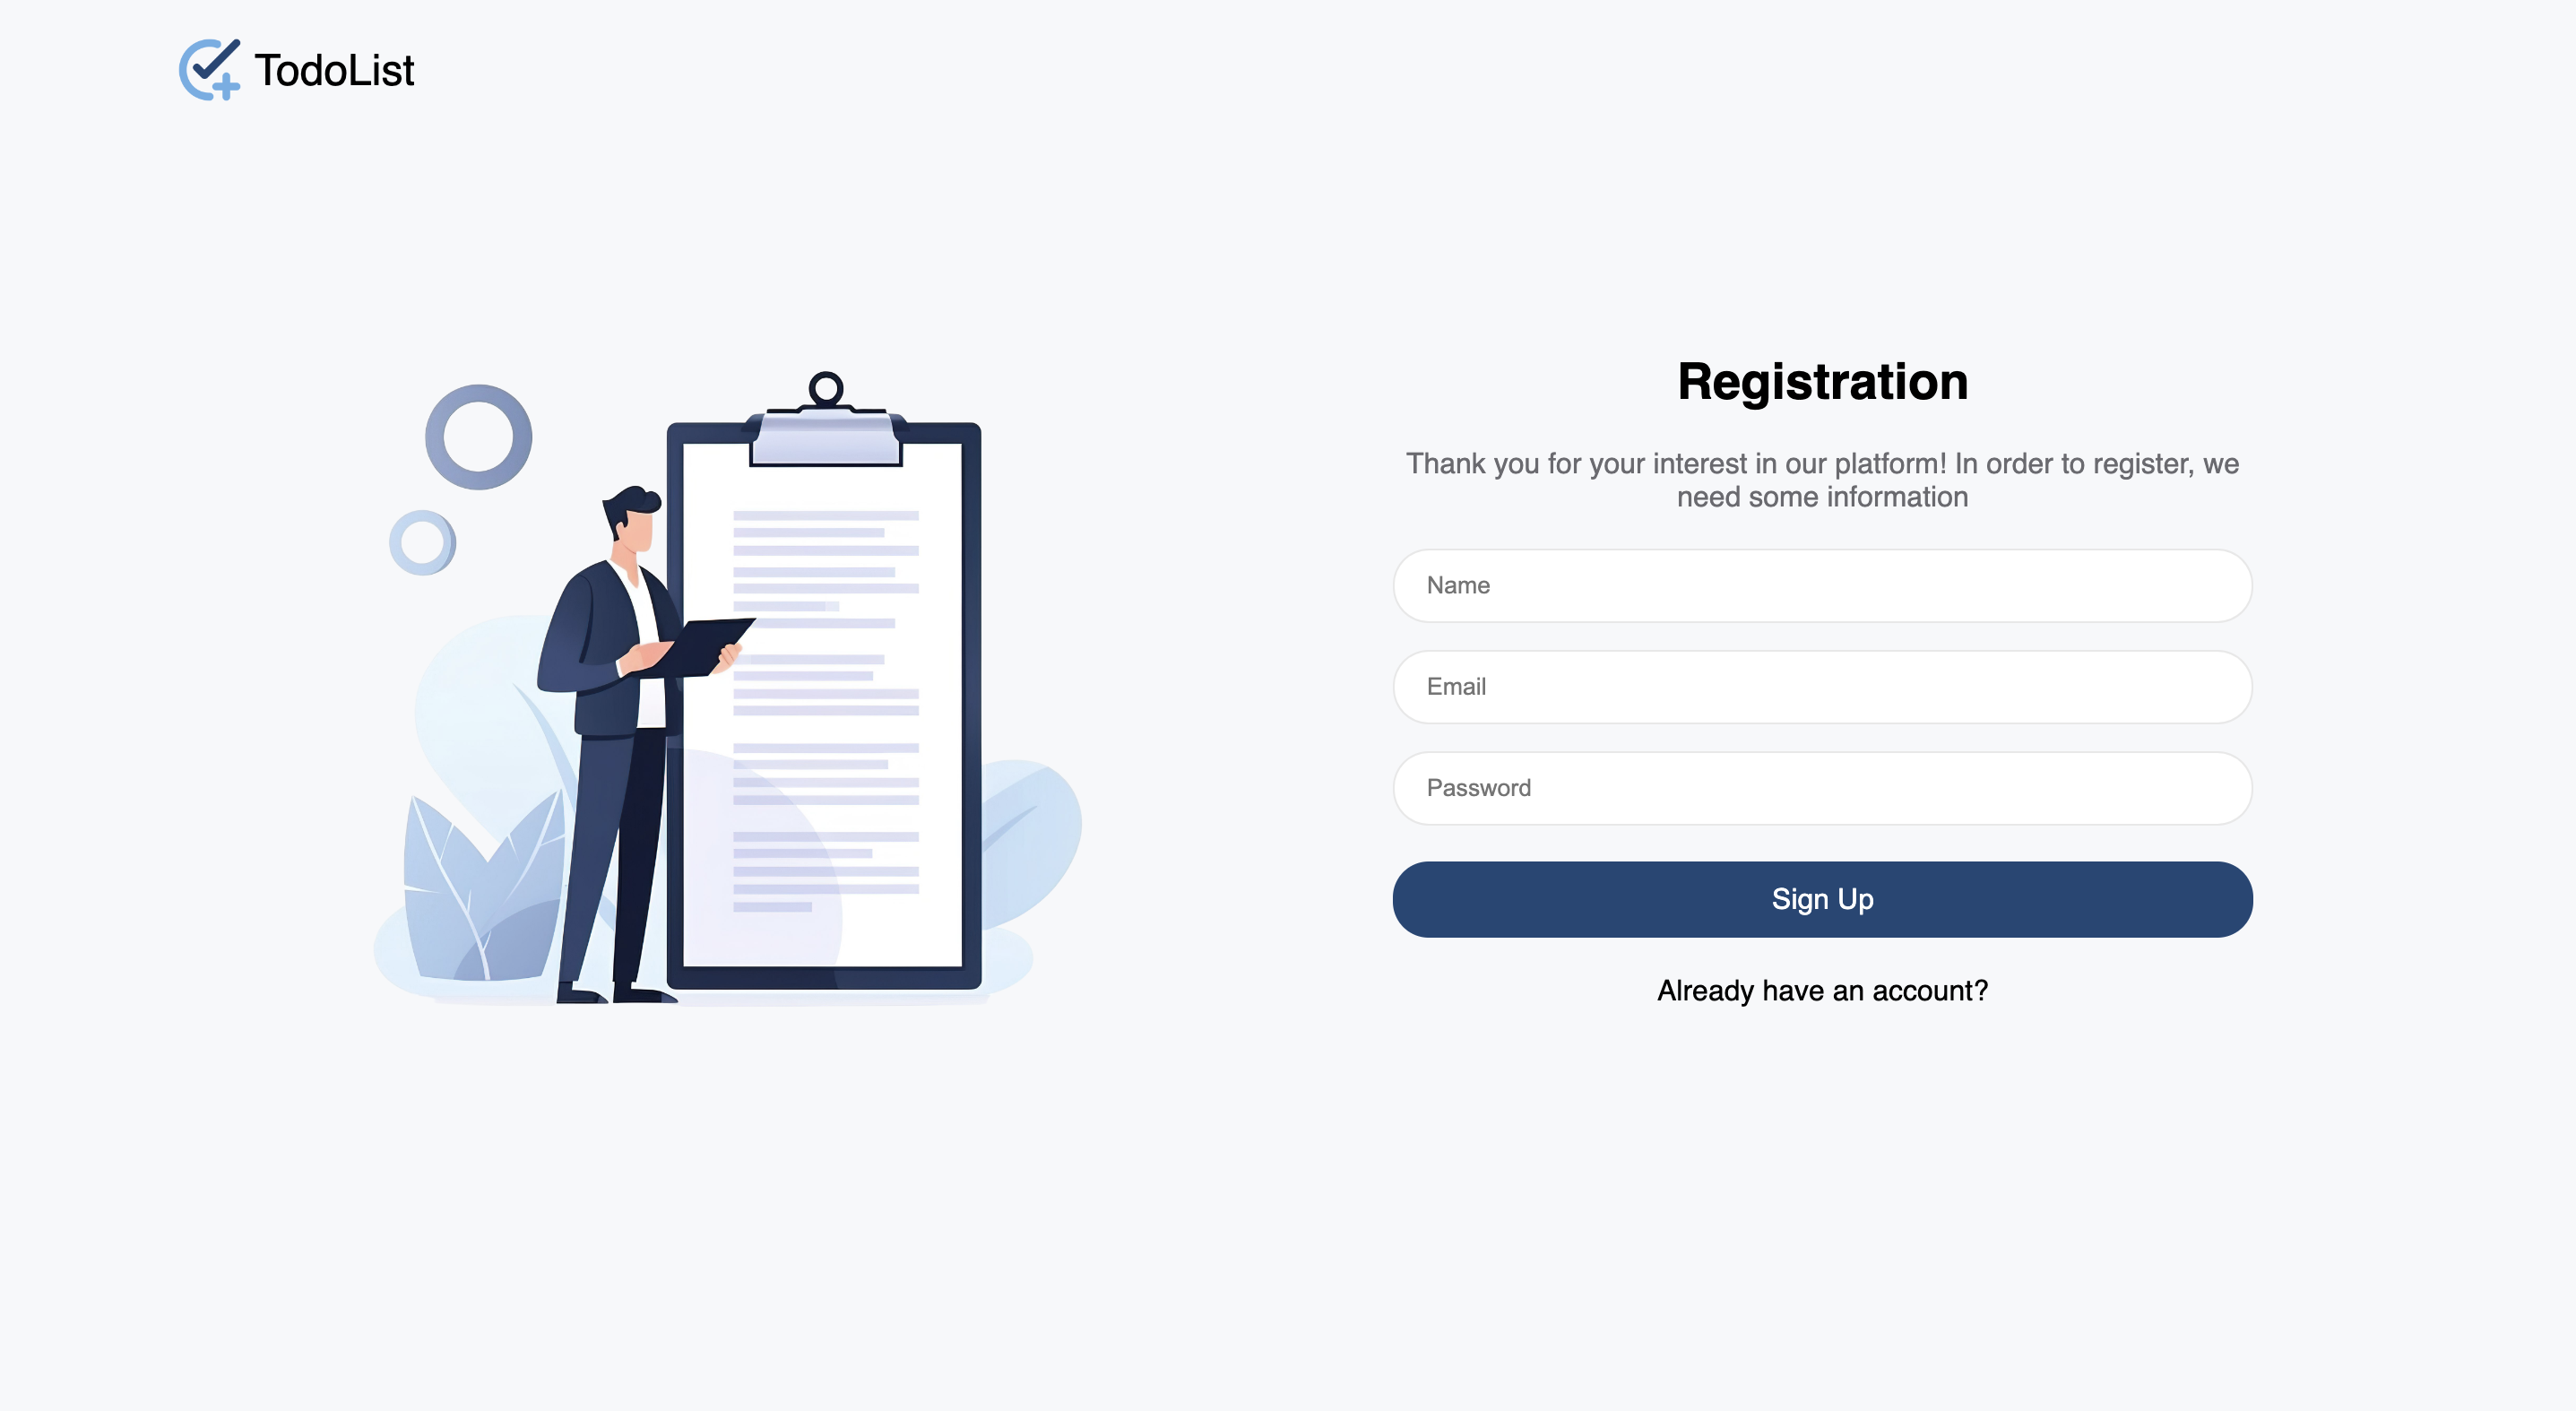 TodoList
Registration
Thank you for your interest in our platform! In order to register, we
need some information
Name
Email
Password
Sign Up
Already have an account?